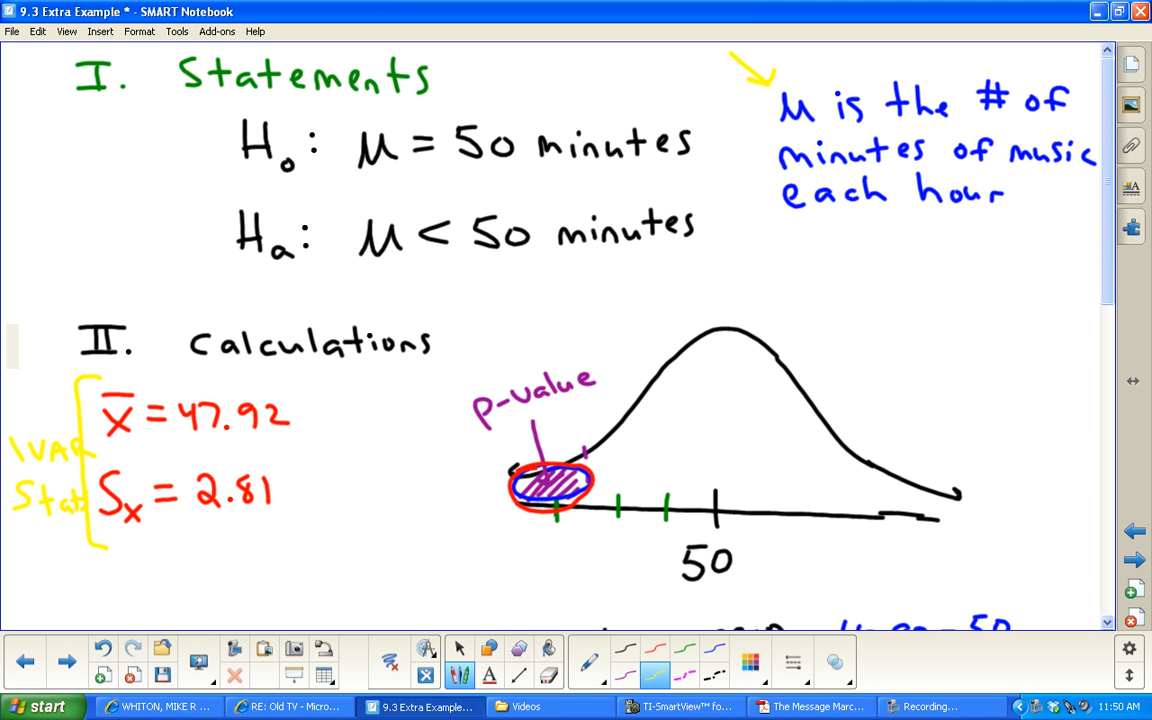 9.3 Extra Example * - SMART Notebook
File Edit View Insert Format Tools Add-ons Help
I. Statements
H₀: μ = 50 minutes
Hₐ: μ < 50 minutes
μ is the # of
minutes of music
each hour
II. Calculations
1VAR
Stats
x̄ = 47.92
Sx = 2.81
p-value
50
start
WHITON, MIKE R ...
RE: Old TV - Micros...
9.3 Extra Example...
Videos
TI-SmartView™ fo...
The Message Marc...
Recording...
11:50 AM